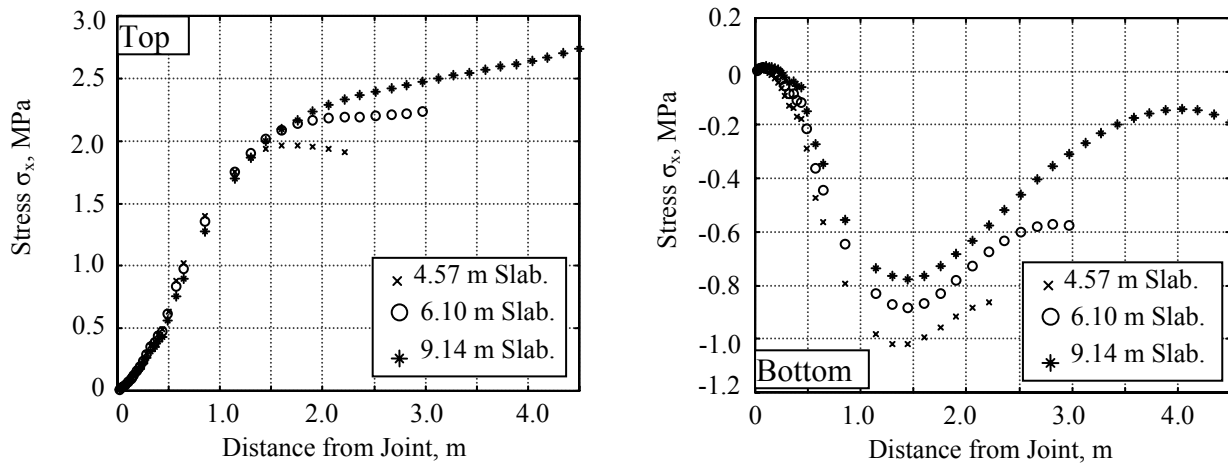 Top
Stress σx, MPa
3.0
2.5
2.0
1.5
1.0
0.5
0
0
1.0
2.0
3.0
4.0
Distance from Joint, m
4.57 m Slab.
6.10 m Slab.
9.14 m Slab.
Bottom
Stress σx, MPa
0.2
0
-0.2
-0.4
-0.6
-0.8
-1.0
-1.2
0
1.0
2.0
3.0
4.0
Distance from Joint, m
4.57 m Slab.
6.10 m Slab.
9.14 m Slab.